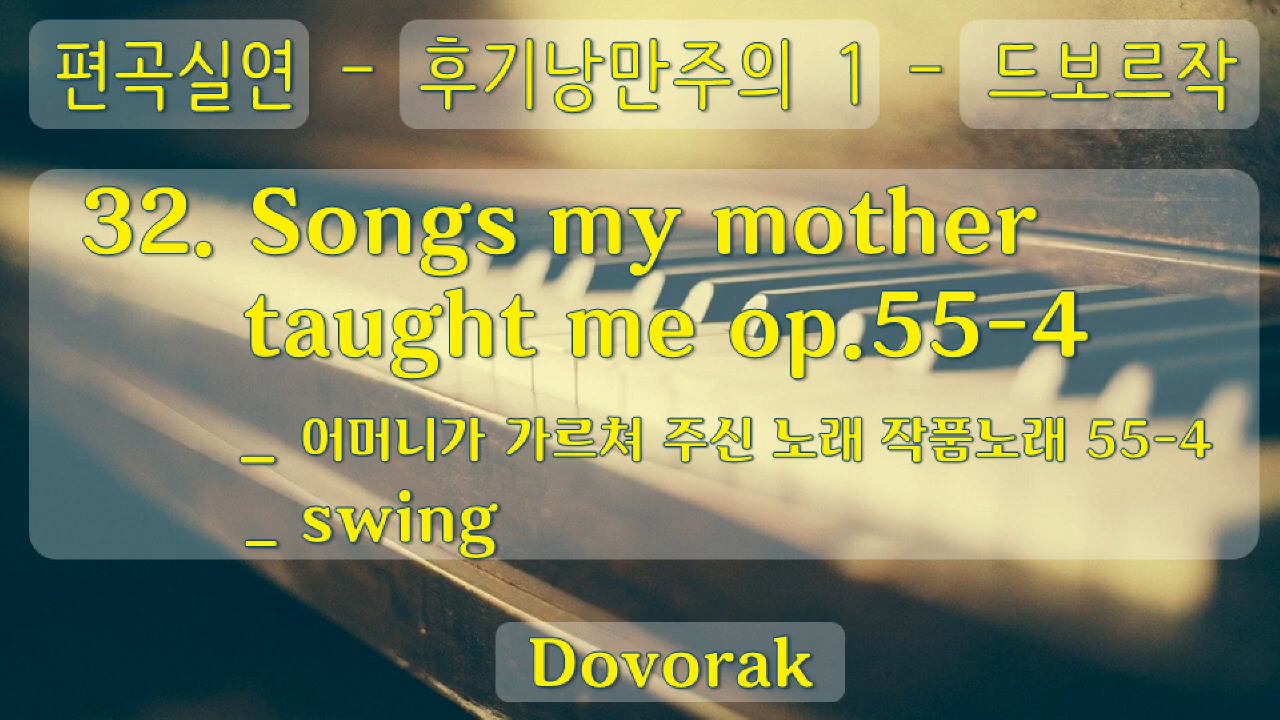 편곡실연 - 후기낭만주의 1 - 드보르작
32. Songs my mother
taught me op.55-4
_ 어머니가 가르쳐 주신 노래 작품노래 55-4
_ swing
Dovorak